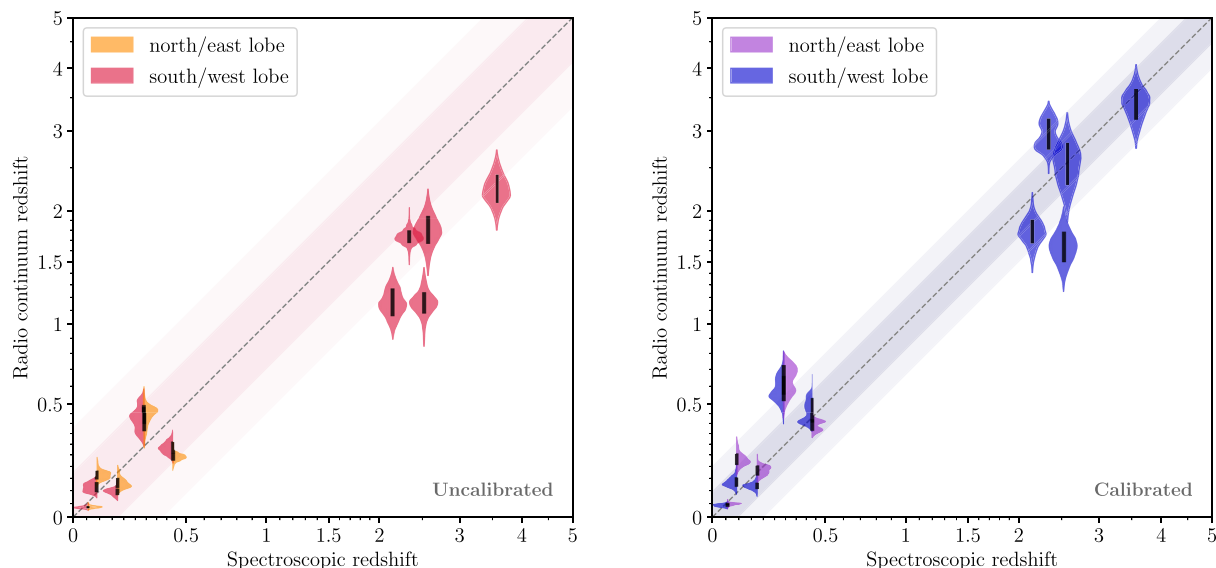 north/east lobe
south/west lobe
5
4
3
2
1.5
1
0.5
0
Radio continuum redshift
Uncalibrated
0 0.5 1 1.5 2 3 4 5
Spectroscopic redshift
north/east lobe
south/west lobe
5
4
3
2
1.5
1
0.5
0
Radio continuum redshift
Calibrated
0 0.5 1 1.5 2 3 4 5
Spectroscopic redshift